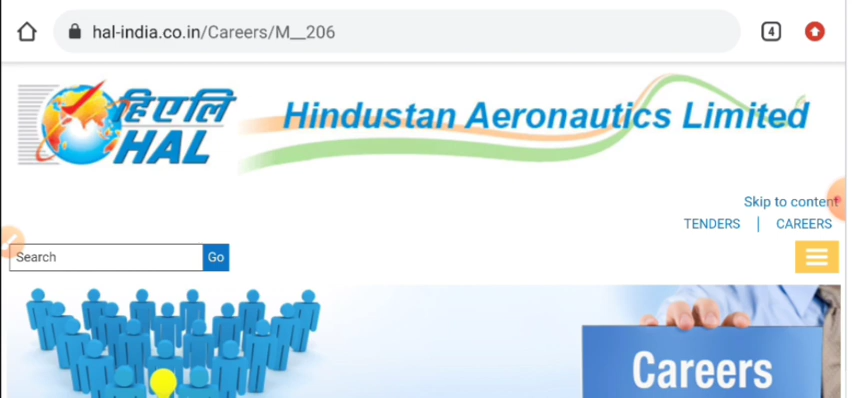 hal-india.co.in/Careers/M__206
4
हिएलि
HAL
Hindustan Aeronautics Limited
Skip to content
TENDERS | CAREERS
Search Go
Careers